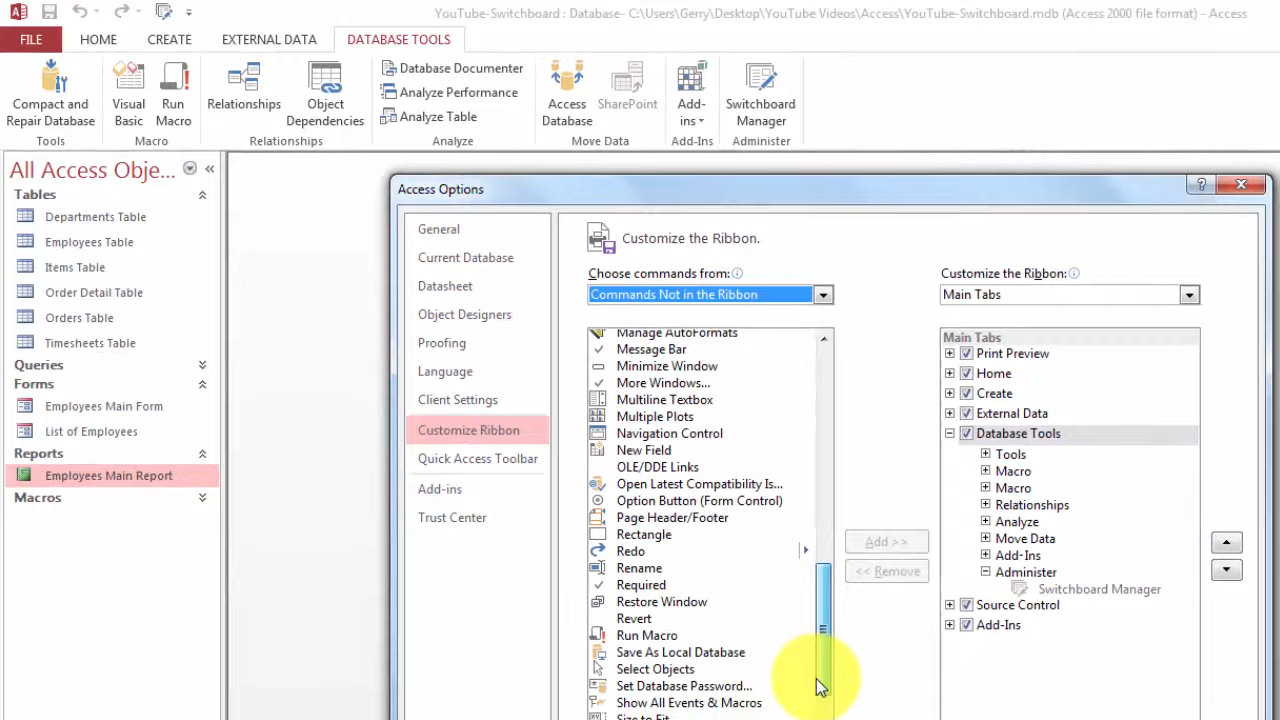 YouTube-Switchboard : Database- C:\Users\Gerry\Desktop\YouTube Videos\Access\YouTube-Switchboard.mdb (Access 2000 file format) - Access
FILE HOME CREATE EXTERNAL DATA DATABASE TOOLS
Compact and Repair Database
Visual Basic
Run Macro
Relationships
Object Dependencies
Database Documenter
Analyze Performance
Analyze Table
Access Database
SharePoint
Add-ins
Switchboard Manager
Tools Macro Relationships Analyze Move Data Add-Ins Administer
All Access Obje...
Tables
Departments Table
Employees Table
Items Table
Order Detail Table
Orders Table
Timesheets Table
Queries
Forms
Employees Main Form
List of Employees
Reports
Employees Main Report
Macros
Access Options
General
Current Database
Datasheet
Object Designers
Proofing
Language
Client Settings
Customize Ribbon
Quick Access Toolbar
Add-ins
Trust Center
Customize the Ribbon.
Choose commands from:
Commands Not in the Ribbon
Manage AutoFormats
Message Bar
Minimize Window
More Windows...
Multiline Textbox
Multiple Plots
Navigation Control
New Field
OLE/DDE Links
Open Latest Compatibility Is...
Option Button (Form Control)
Page Header/Footer
Rectangle
Redo
Rename
Required
Restore Window
Revert
Run Macro
Save As Local Database
Select Objects
Set Database Password...
Show All Events & Macros
Size to Fit
Add >>
<< Remove
Customize the Ribbon:
Main Tabs
Main Tabs
Print Preview
Home
Create
External Data
Database Tools
Tools
Macro
Macro
Relationships
Analyze
Move Data
Add-Ins
Administer
Switchboard Manager
Source Control
Add-Ins